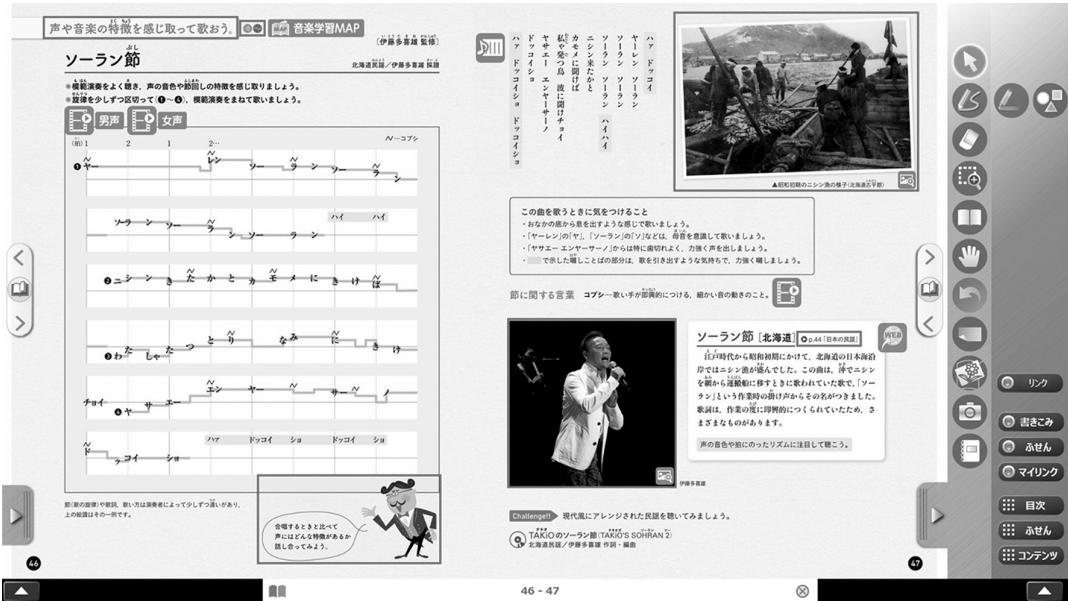 声や音楽の特徴を感じ取って歌おう。
音楽学習MAP
〔伊藤多喜雄 監修〕
ソーラン節
北海道民謡／伊藤多喜雄 採譜
●模範演奏をよく聴き，声の音色や節回しの特徴を感じ取りましょう。
●旋律を少しずつ区切って(❶〜❹)，模範演奏をまねて歌いましょう。
男声
女声
…コブシ
(拍) 1 2 1 2…
❶ ヤー レン ソー ラン ソー ラン
ソーラン ソー ラン ソー ラン ハイ ハイ
❷ ニシン きたかと カモメに きけば
❸ わたしゃ たつとり なみに きけ
チョイ ❹ ヤサエー エンヤー サーノ
ドッコイ ショ ハァ ドッコイ ショ ドッコイ ショ
節(歌の旋律)や歌詞，歌い方は演奏者によって少しずつ違いがあり，
上の絵譜はその一例です。
合唱するときと比べて
声にはどんな特徴があるか
話し合ってみよう。
46
ハァ ドッコイ
ヤーレン ソーラン
ソーラン ソーラン
ソーラン ソーラン ハイハイ
ニシン来たかと
カモメに聞けば
私ゃ発つ鳥 波に聞けチョイ
ヤサエー エンヤーサーノ
ドッコイショ
ハァ ドッコイショ ドッコイショ
▲昭和初期のニシン漁の様子(北海道古平郡)
この曲を歌うときに気をつけること
・おなかの底から息を出すような感じで歌いましょう。
・「ヤーレン」の「ヤ」，「ソーラン」の「ソ」などは，母音を意識して歌いましょう。
・「ヤサエー エンヤーサーノ」からは特に歯切れよく，力強く声を出しましょう。
・ で示した囃しことばの部分は，歌を引き出すような気持ちで，力強く囃しましょう。
節に関する言葉 コブシ―歌い手が即興的につける，細かい音の動きのこと。
伊藤多喜雄
ソーラン節［北海道］ p.44「日本の民謡」
WEB
江戸時代から昭和初期にかけて，北海道の日本海沿
岸ではニシン漁が盛んでした。この曲は，沖でニシン
を網から運搬船に移すときに歌われていた歌で，「ソー
ラン」という作業時の掛け声からその名がつきました。
歌詞は，作業の度に即興的につくられていたため，さ
まざまなものがあります。
声の音色や拍にのったリズムに注目して聴こう。
Challenge!! 現代風にアレンジされた民謡を聴いてみましょう。
TAKiOのソーラン節(TAKiO'S SOHRAN 2)
北海道民謡／伊藤多喜雄 作詞・編曲
47
46 - 47
リンク
書きこみ
ふせん
マイリンク
目次
ふせん
コンテンツ